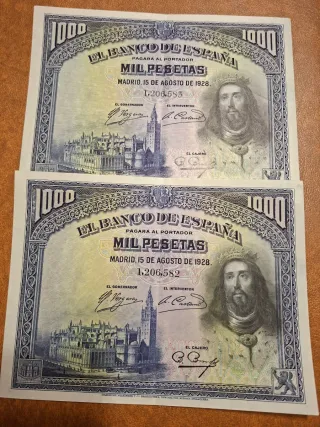 1000 1000
EL BANCO DE ESPAÑA
PAGARÁ AL PORTADOR
MIL PESETAS
MADRID, 15 DE AGOSTO DE 1928.
1,206,583
EL GOBERNADOR EL INTERVENTOR
EL CAJERO
1000 1000
EL BANCO DE ESPAÑA
PAGARÁ AL PORTADOR
MIL PESETAS
MADRID, 15 DE AGOSTO DE 1928.
1,206,582
EL GOBERNADOR EL INTERVENTOR
EL CAJERO